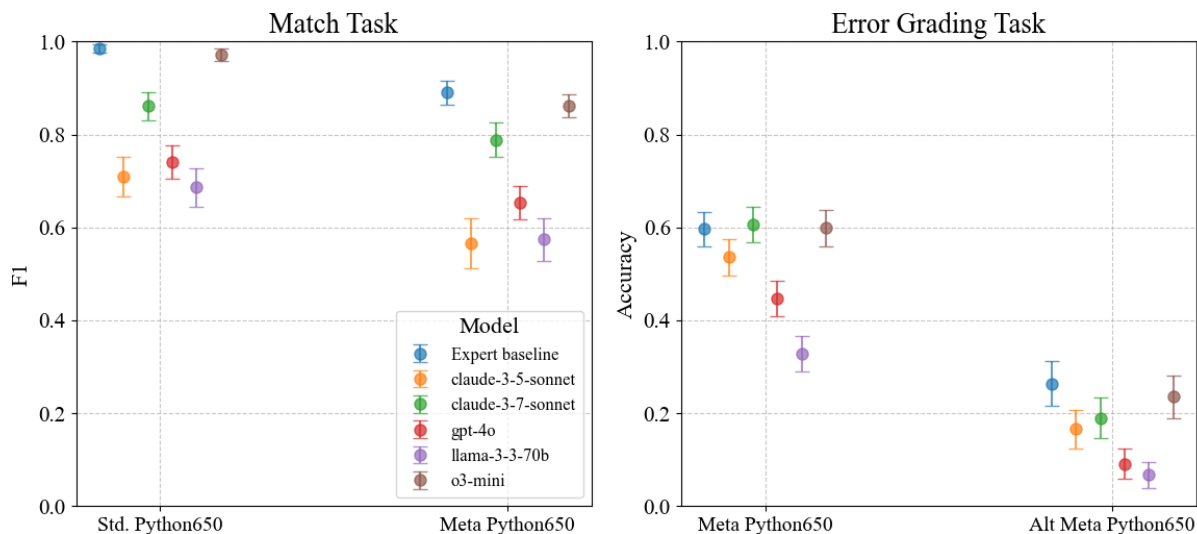 Match Task
1.0
0.8
0.6
0.4
0.2
0.0
F1
Std. Python650
Meta Python650
Model
Expert baseline
claude-3-5-sonnet
claude-3-7-sonnet
gpt-4o
llama-3-3-70b
o3-mini
Error Grading Task
1.0
0.8
0.6
0.4
0.2
0.0
Accuracy
Meta Python650
Alt Meta Python650